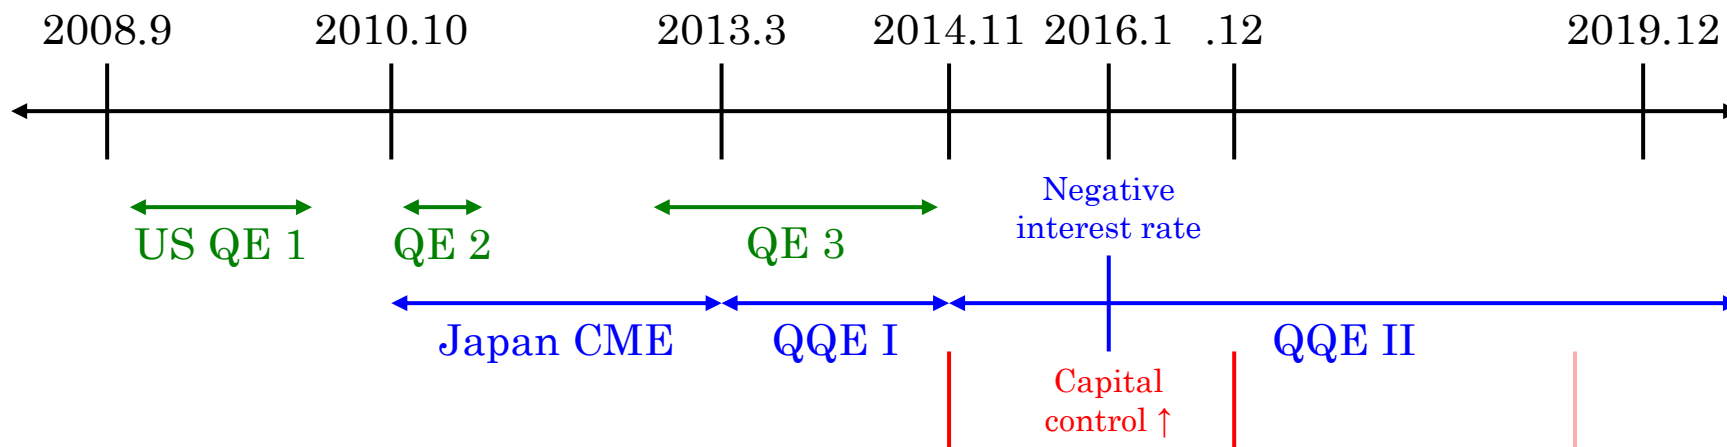 2008.9 2010.10 2013.3 2014.11 2016.1 .12 2019.12
Negative
interest rate
US QE 1 QE 2 QE 3
Japan CME QQE I QQE II
Capital
control ↑